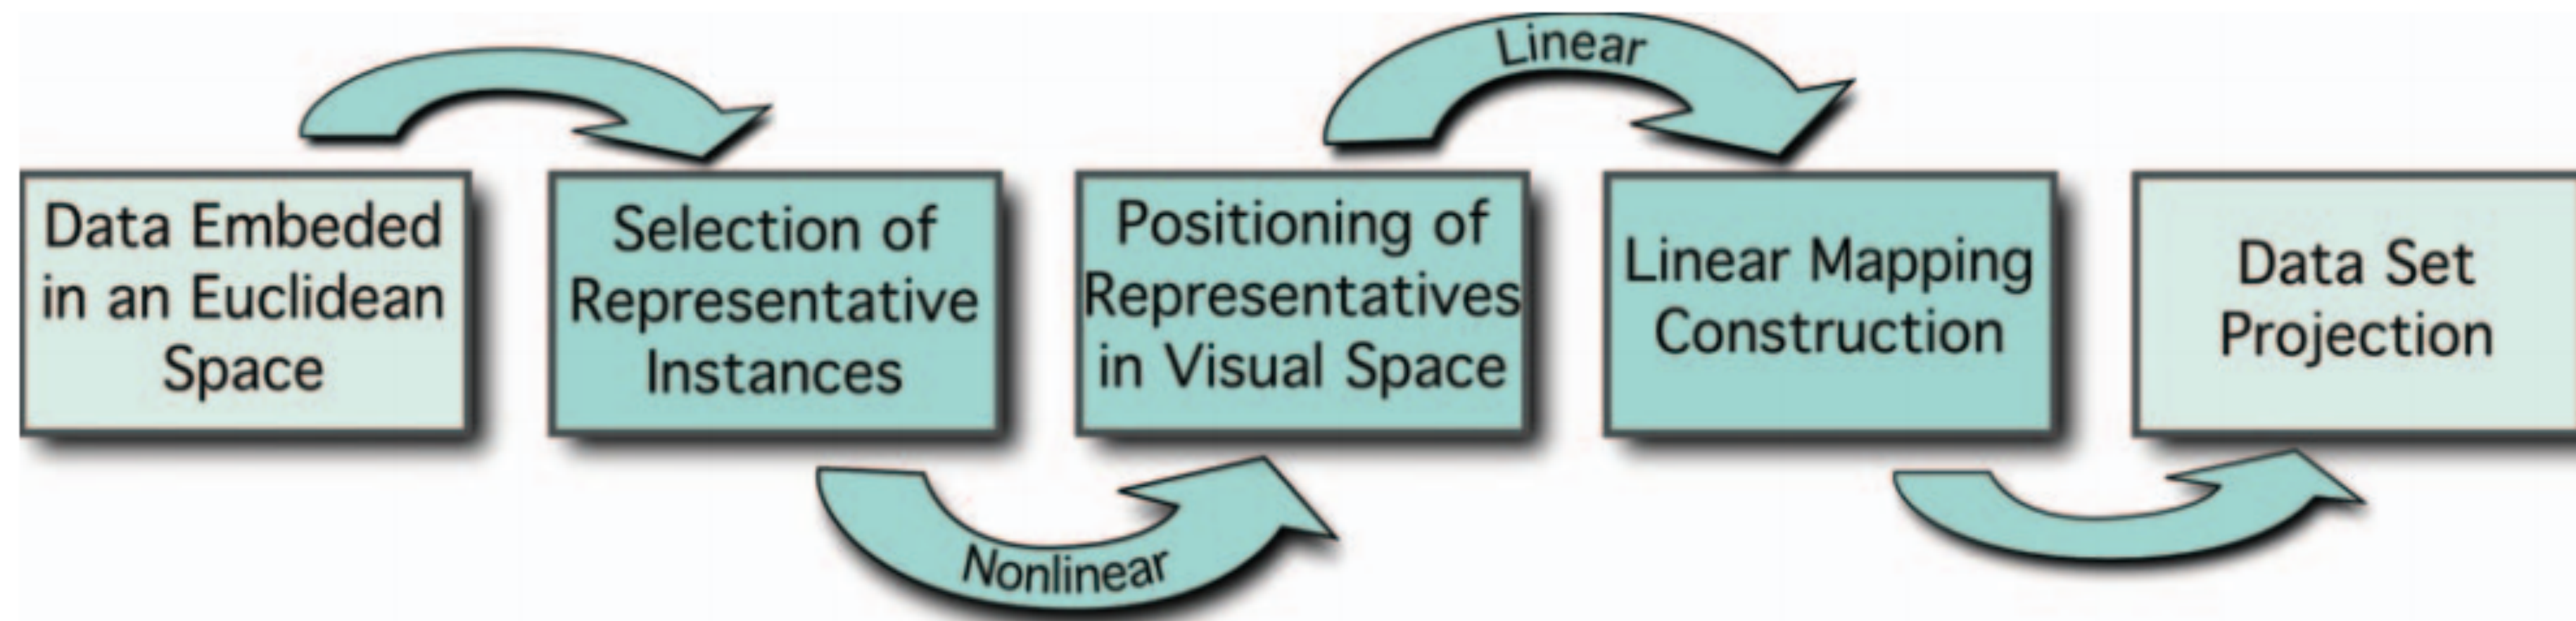 Data Embeded
in an Euclidean
Space
Selection of
Representative
Instances
Nonlinear
Positioning of
Representatives
in Visual Space
Linear
Linear Mapping
Construction
Data Set
Projection